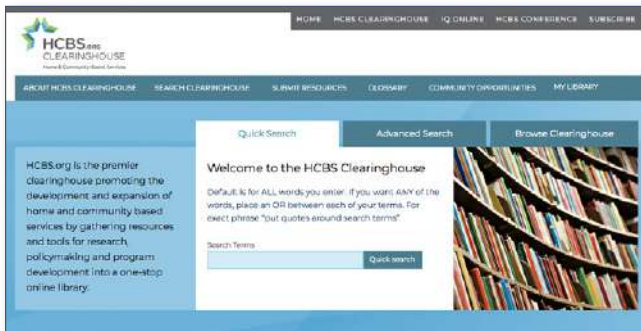 HOME HCBS CLEARINGHOUSE IQ ONLINE HCBS CONFERENCE SUBSCRIBE
HCBS.ORG
CLEARINGHOUSE
Home & Community Based Services
ABOUT HCBS CLEARINGHOUSE SEARCH CLEARINGHOUSE SUBMIT RESOURCES GLOSSARY COMMUNITY OPPORTUNITIES MY LIBRARY
Quick Search Advanced Search Browse Clearinghouse
HCBS.org is the premier
clearinghouse promoting the
development and expansion of
home and community based
services by gathering resources
and tools for research,
policymaking and program
development into a one-stop
online library.
Welcome to the HCBS Clearinghouse
Default is for ALL words you enter. If you want ANY of the
words, place an OR between each of your terms. For
exact phrase "put quotes around search terms"
Search Terms
Quick search